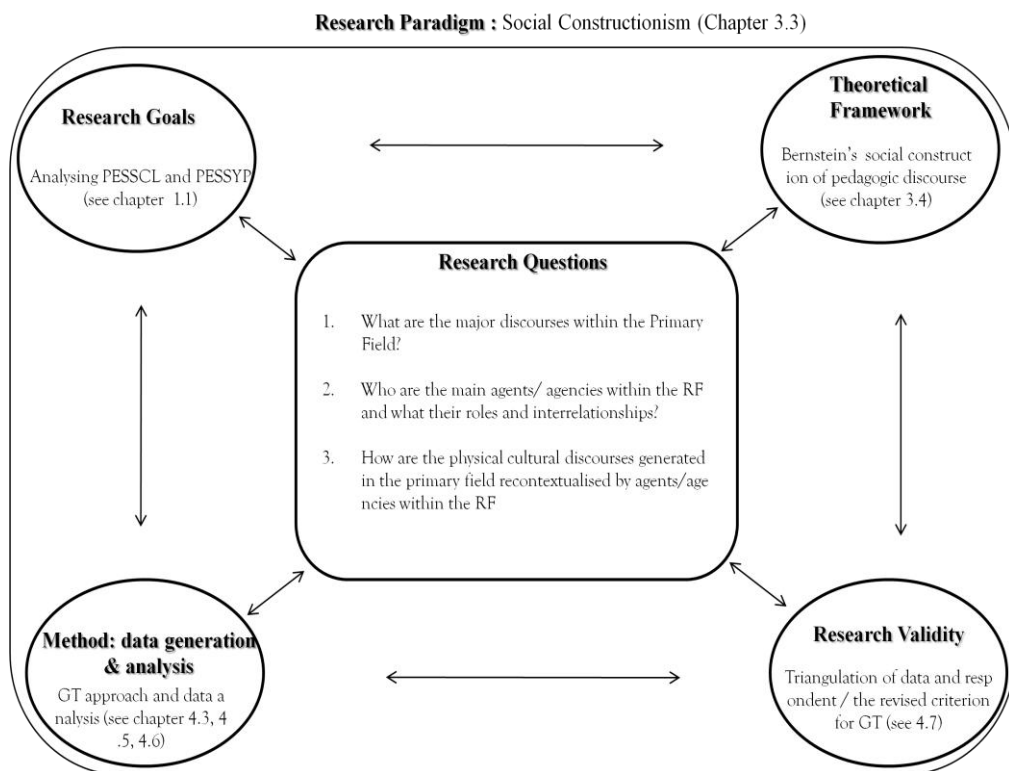 Research Paradigm : Social Constructionism (Chapter 3.3)
Research Goals
Analysing PESSCL and PESSYP
(see chapter 1.1)
Theoretical
Framework
Bernstein's social construct
ion of pedagogic discourse
(see chapter 3.4)
Research Questions
1. What are the major discourses within the Primary
Field?
2. Who are the main agents/ agencies within the RF
and what their roles and interrelationships?
3. How are the physical cultural discourses generated
in the primary field recontextualised by agents/age
ncies within the RF
Method: data generation
& analysis
GT approach and data a
nalysis (see chapter 4.3, 4
.5, 4.6)
Research Validity
Triangulation of data and resp
ondent / the revised criterion
for GT (see 4.7)